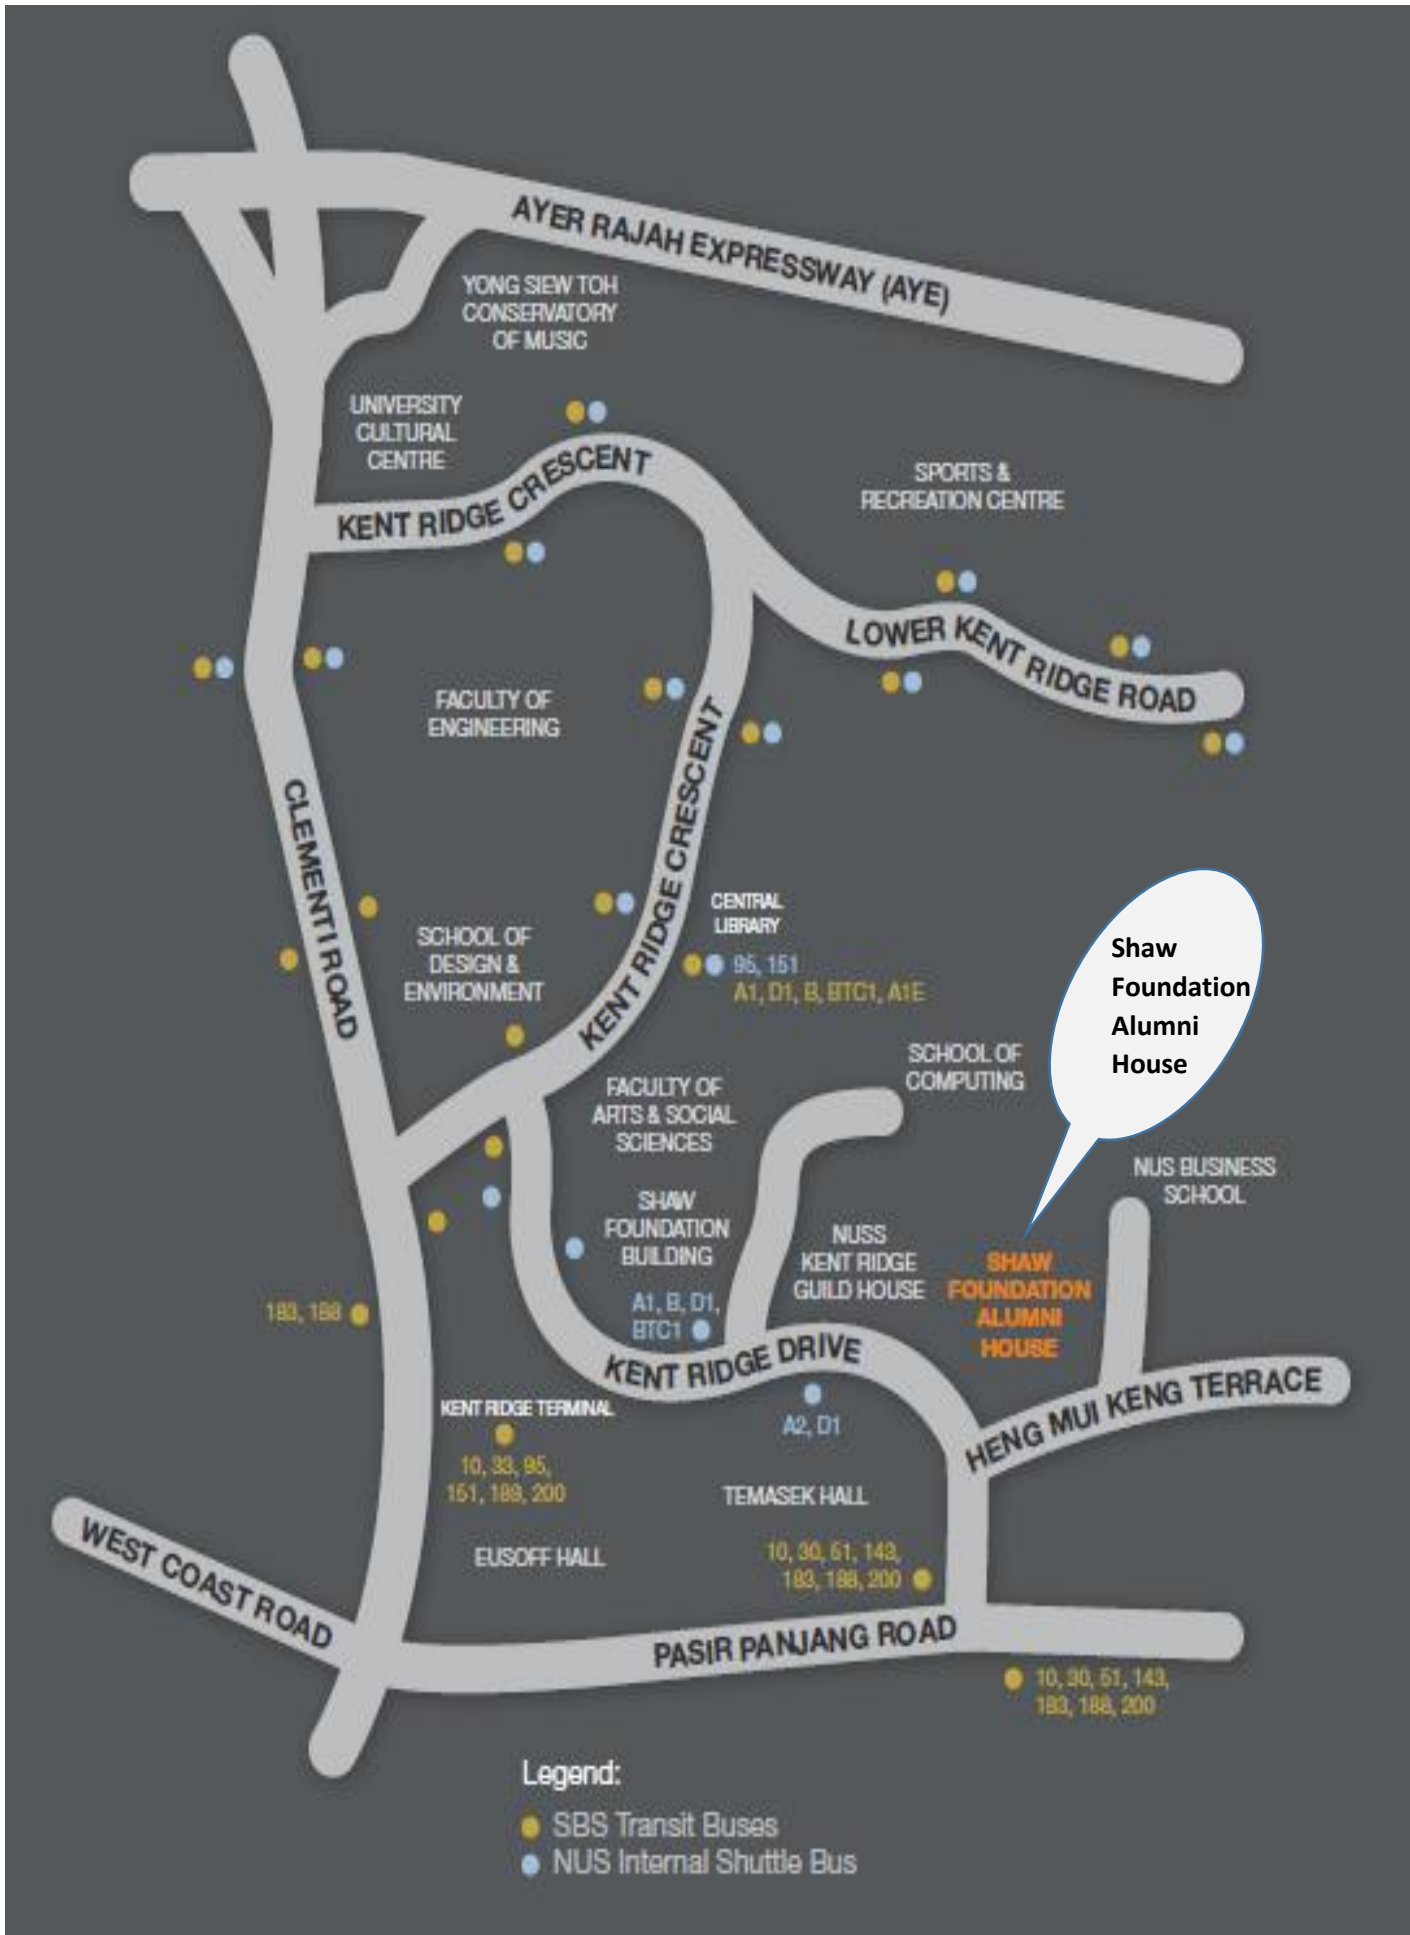 AYER RAJAH EXPRESSWAY (AYE)
YONG SIEW TOH
CONSERVATORY
OF MUSIC
UNIVERSITY
CULTURAL
CENTRE
KENT RIDGE CRESCENT
SPORTS &
RECREATION CENTRE
LOWER KENT RIDGE ROAD
FACULTY OF
ENGINEERING
KENT RIDGE CRESCENT
CLEMENTI ROAD
CENTRAL
LIBRARY
95, 151
A1, D1, B, BTC1, A1E
SCHOOL OF
DESIGN &
ENVIRONMENT
Shaw
Foundation
Alumni
House
SCHOOL OF
COMPUTING
FACULTY OF
ARTS & SOCIAL
SCIENCES
NUS BUSINESS
SCHOOL
SHAW
FOUNDATION
BUILDING
NUSS
KENT RIDGE
GUILD HOUSE
SHAW
FOUNDATION
ALUMNI
HOUSE
183, 188
A1, B, D1,
BTC1
KENT RIDGE DRIVE
HENG MUI KENG TERRACE
KENT RIDGE TERMINAL
10, 33, 95,
151, 189, 200
A2, D1
TEMASEK HALL
EUSOFF HALL
10, 30, 51, 143,
183, 188, 200
WEST COAST ROAD
PASIR PANJANG ROAD
10, 30, 51, 143,
183, 188, 200
Legend:
SBS Transit Buses
NUS Internal Shuttle Bus